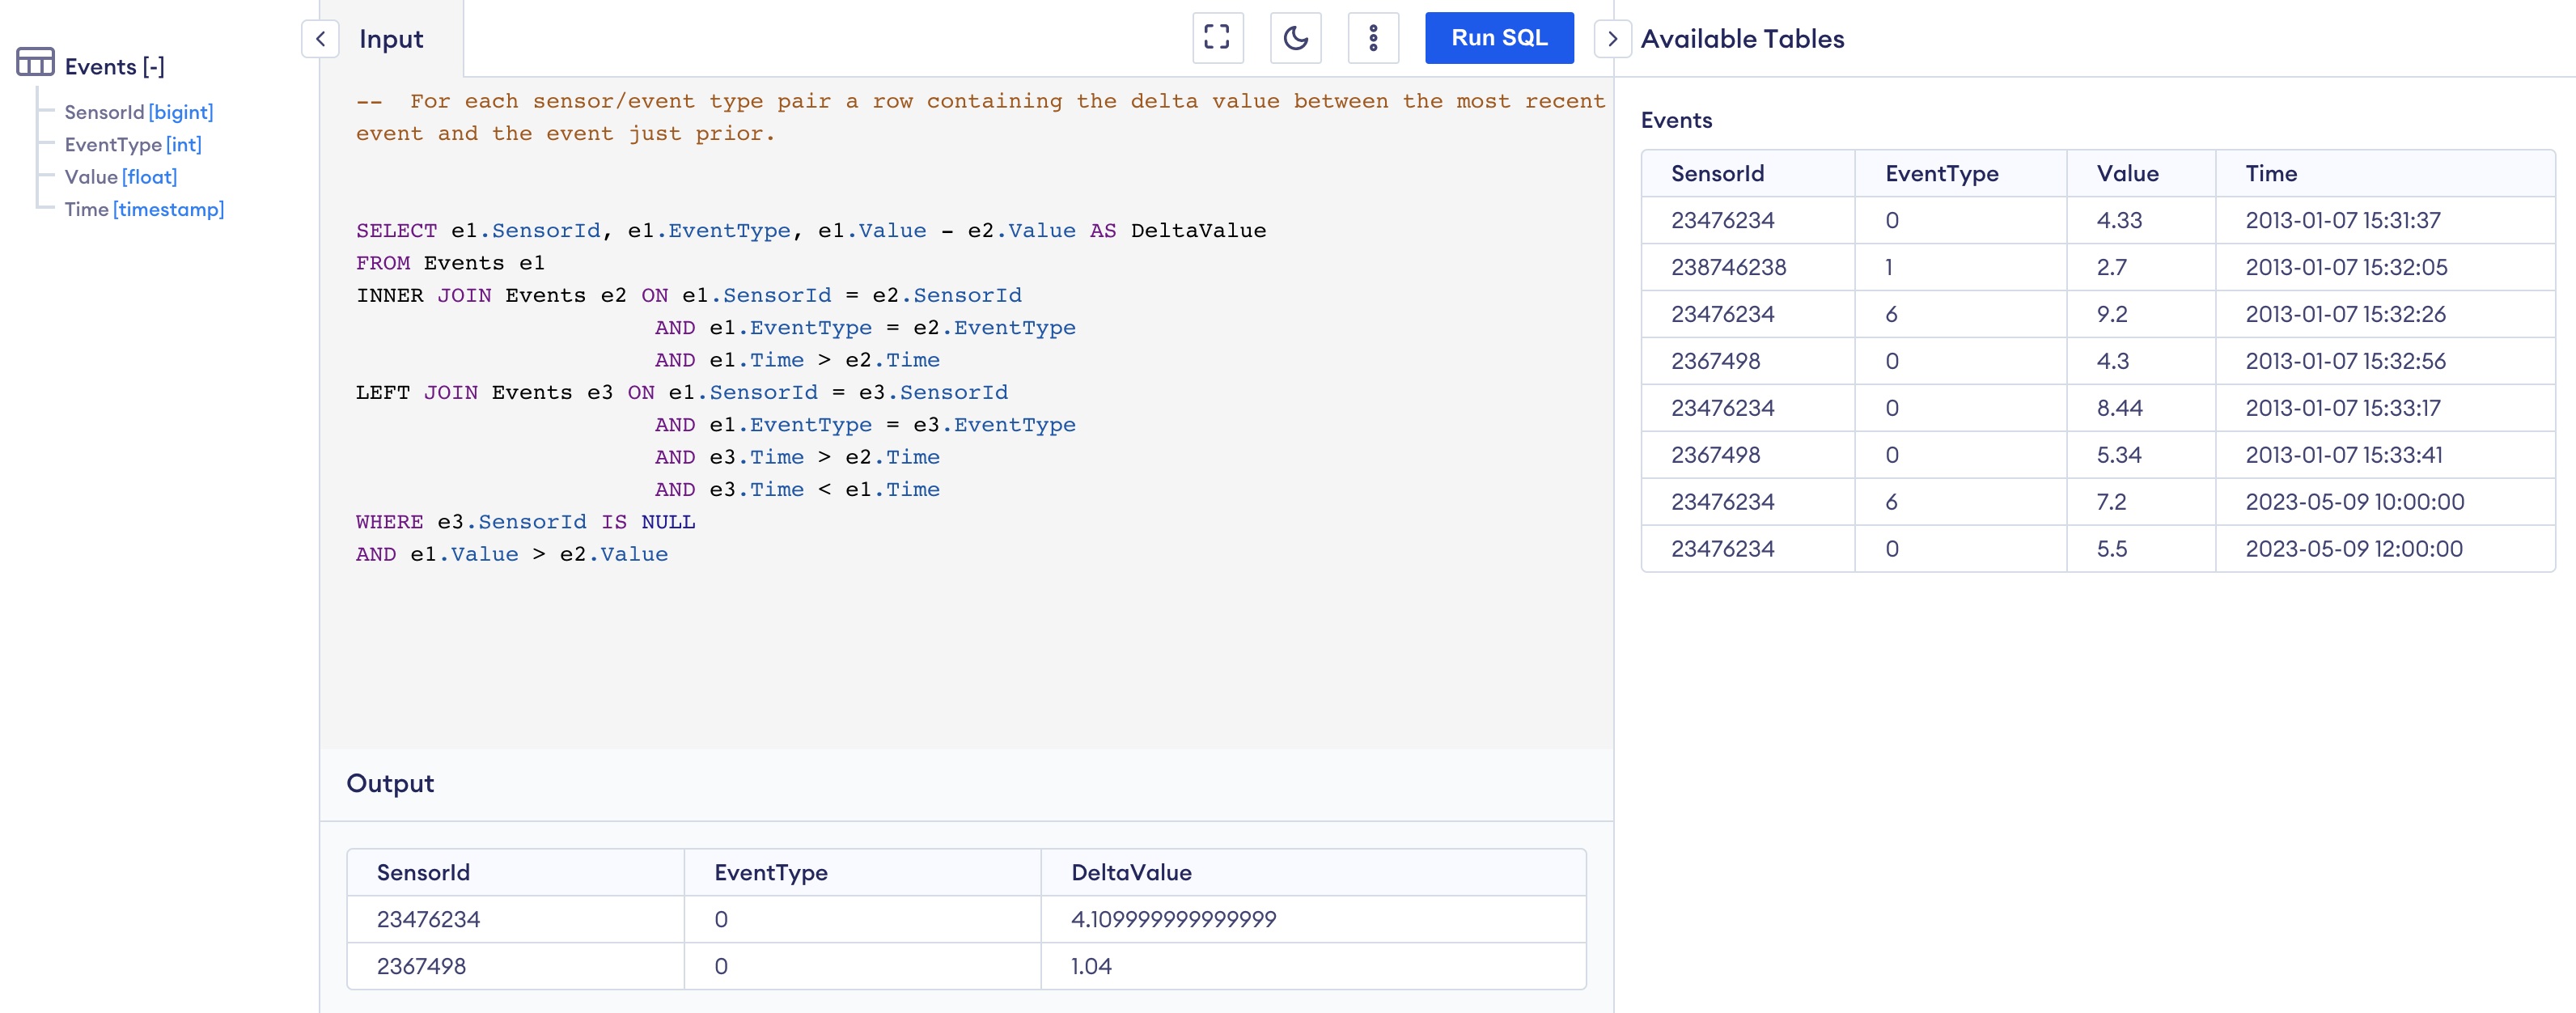 Events [-]
SensorId [bigint]
EventType [int]
Value [float]
Time [timestamp]
Input
Run SQL
--  For each sensor/event type pair a row containing the delta value between the most recent
event and the event just prior.
SELECT e1.SensorId, e1.EventType, e1.Value - e2.Value AS DeltaValue
FROM Events e1
INNER JOIN Events e2 ON e1.SensorId = e2.SensorId
AND e1.EventType = e2.EventType
AND e1.Time > e2.Time
LEFT JOIN Events e3 ON e1.SensorId = e3.SensorId
AND e1.EventType = e3.EventType
AND e3.Time > e2.Time
AND e3.Time < e1.Time
WHERE e3.SensorId IS NULL
AND e1.Value > e2.Value
Output
SensorId EventType DeltaValue
23476234 0 4.109999999999999
2367498 0 1.04
Available Tables
Events
SensorId EventType Value Time
23476234 0 4.33 2013-01-07 15:31:37
238746238 1 2.7 2013-01-07 15:32:05
23476234 6 9.2 2013-01-07 15:32:26
2367498 0 4.3 2013-01-07 15:32:56
23476234 0 8.44 2013-01-07 15:33:17
2367498 0 5.34 2013-01-07 15:33:41
23476234 6 7.2 2023-05-09 10:00:00
23476234 0 5.5 2023-05-09 12:00:00